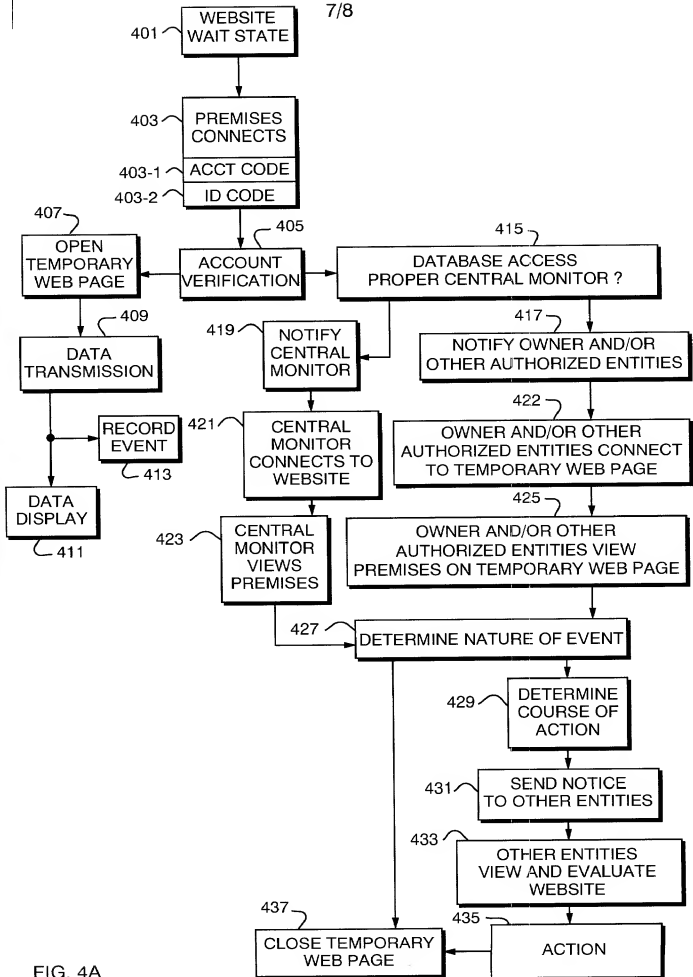 7/8
WEBSITE
WAIT STATE
401
403
PREMISES
CONNECTS
403-1
ACCT CODE
403-2
ID CODE
407
OPEN
TEMPORARY
WEB PAGE
405
ACCOUNT
VERIFICATION
415
DATABASE ACCESS
PROPER CENTRAL MONITOR ?
409
DATA
TRANSMISSION
419
NOTIFY
CENTRAL
MONITOR
417
NOTIFY OWNER AND/OR
OTHER AUTHORIZED ENTITIES
RECORD
EVENT
413
421
CENTRAL
MONITOR
CONNECTS TO
WEBSITE
422
OWNER AND/OR OTHER
AUTHORIZED ENTITIES CONNECT
TO TEMPORARY WEB PAGE
DATA
DISPLAY
411
423
CENTRAL
MONITOR
VIEWS
PREMISES
425
OWNER AND/OR OTHER
AUTHORIZED ENTITIES VIEW
PREMISES ON TEMPORARY WEB PAGE
427
DETERMINE NATURE OF EVENT
429
DETERMINE
COURSE OF
ACTION
431
SEND NOTICE
TO OTHER ENTITIES
433
OTHER ENTITIES
VIEW AND EVALUATE
WEBSITE
437
CLOSE TEMPORARY
WEB PAGE
435
ACTION
FIG. 4A